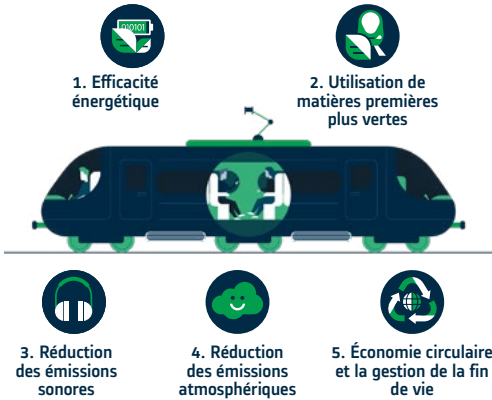 010101
1. Efficacité
énergétique
2. Utilisation de
matières premières
plus vertes
3. Réduction
des émissions
sonores
4. Réduction
des émissions
atmosphériques
5. Économie circulaire
et la gestion de la fin
de vie